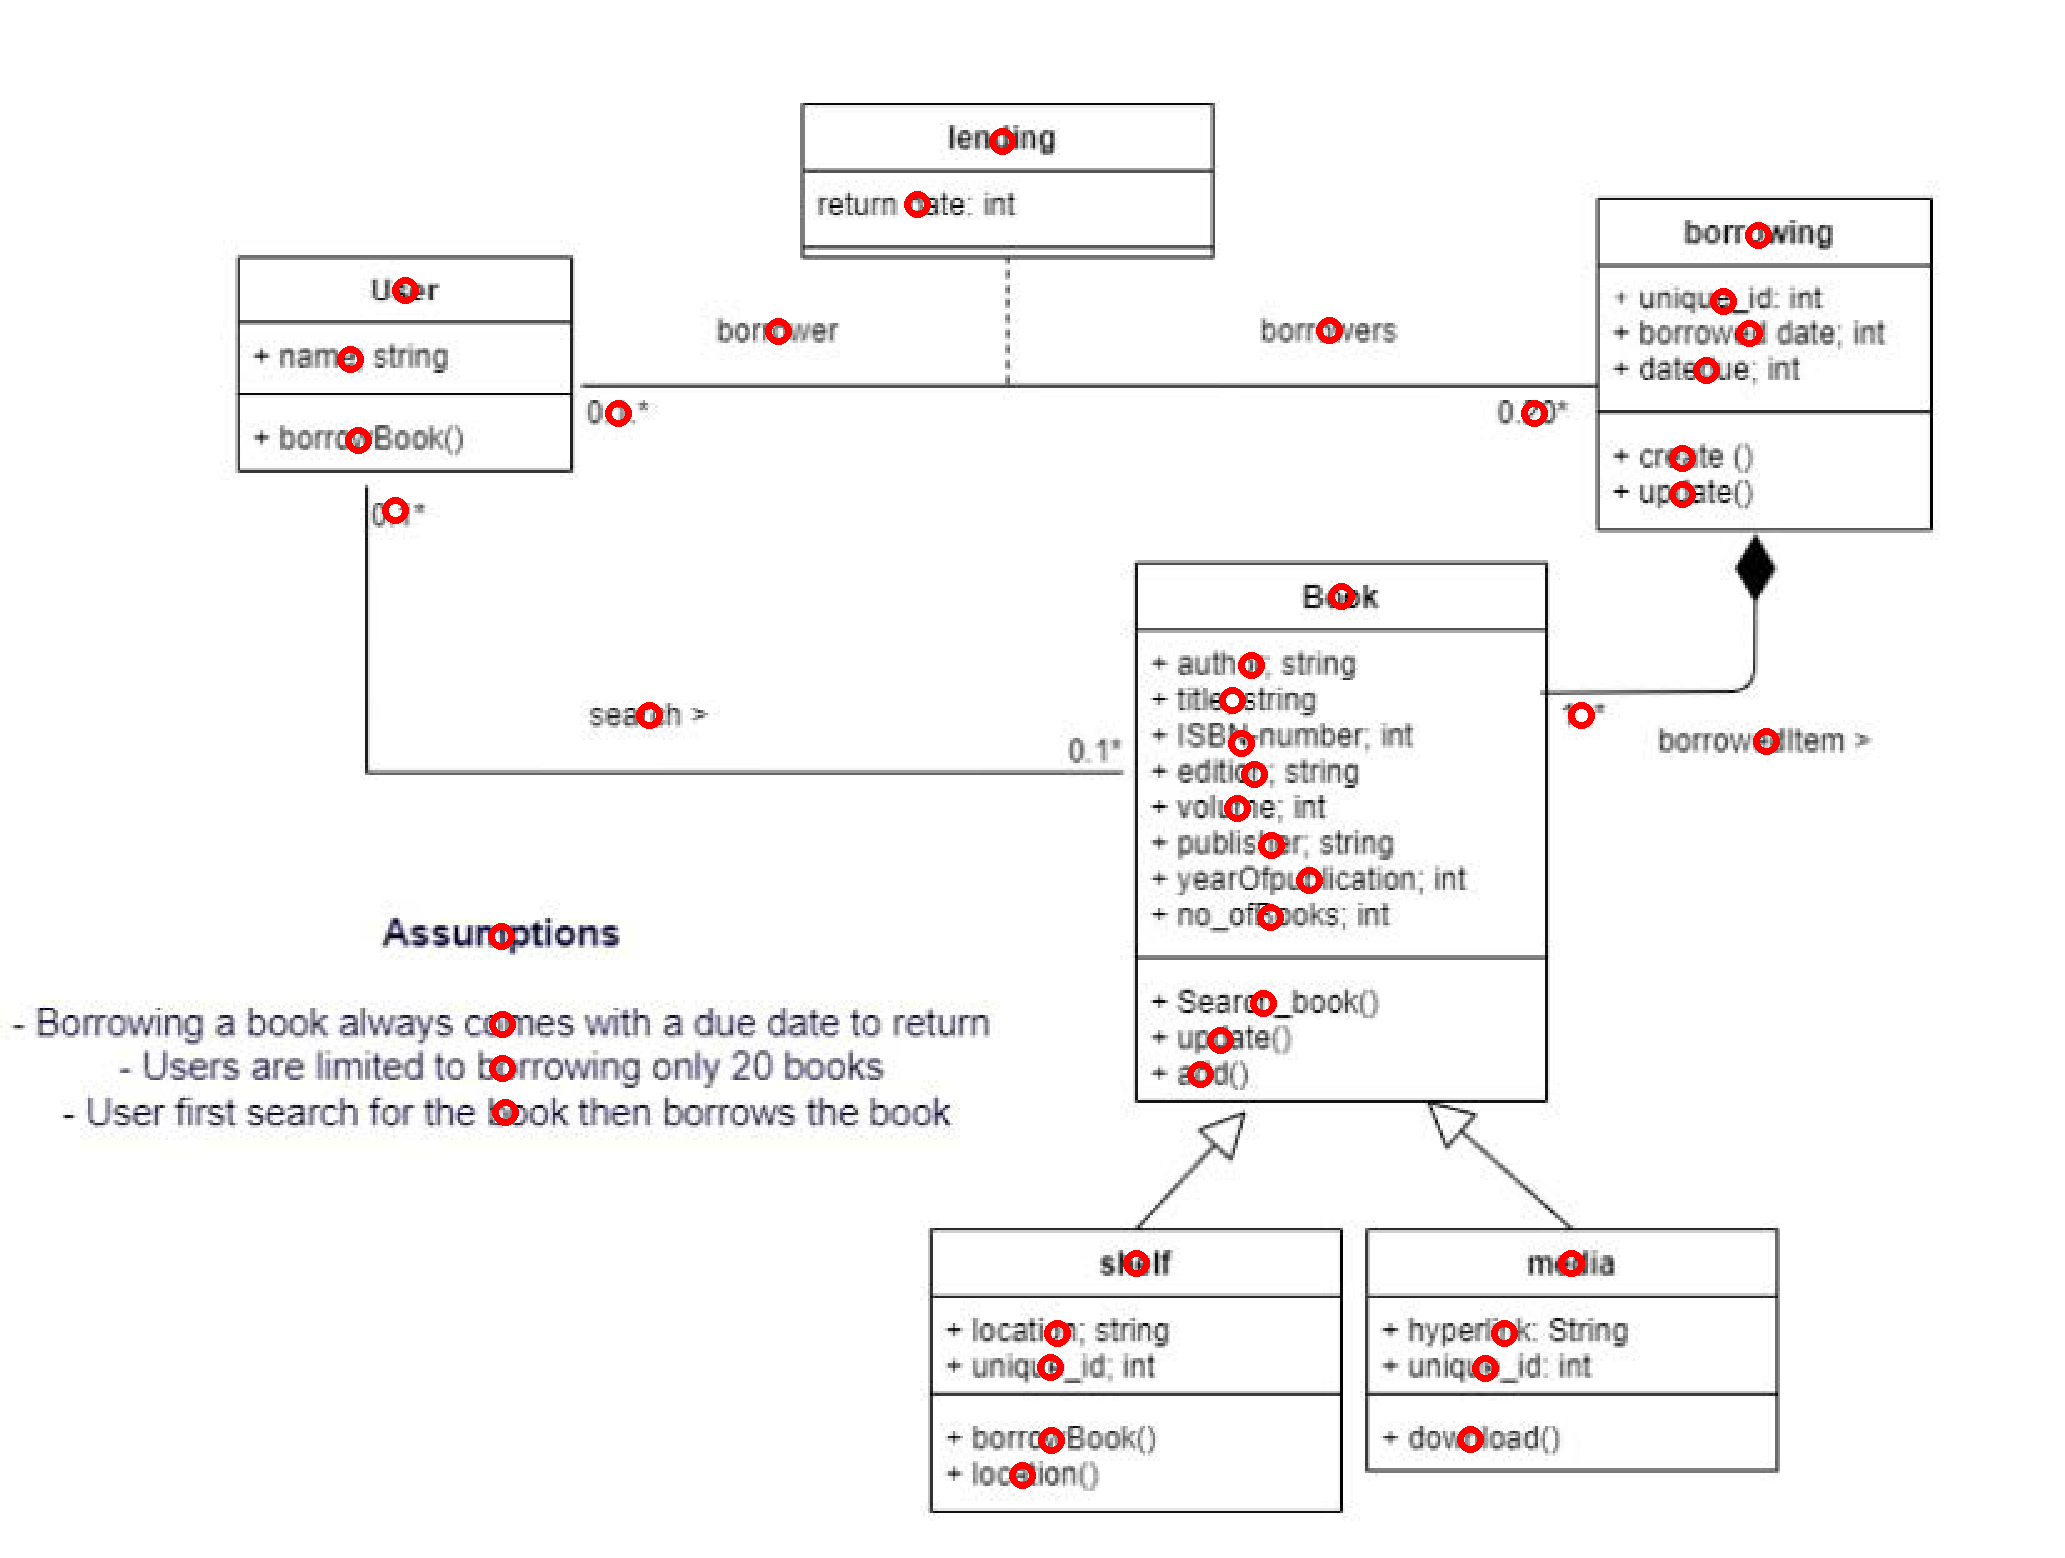 lending
return date: int
borrowing
+ unique_id: int
+ borrowed date; int
+ datedue; int
+ create ()
+ update()
User
+ name; string
+ borrowBook()
borrower
borrowers
0.1.*
0.20*
0.1*
search >
0.1*
Book
+ author; string
+ title; string
+ ISBN-number; int
+ edition; string
+ volume; int
+ publisher; string
+ yearOfpublication; int
+ no_ofBooks; int
+ Search_book()
+ update()
+ add()
borrowedItem >
Assumptions
- Borrowing a book always comes with a due date to return
- Users are limited to borrowing only 20 books
- User first search for the book then borrows the book
shelf
+ location; string
+ unique_id; int
+ borrowBook()
+ location()
media
+ hyperlink: String
+ unique_id: int
+ download()